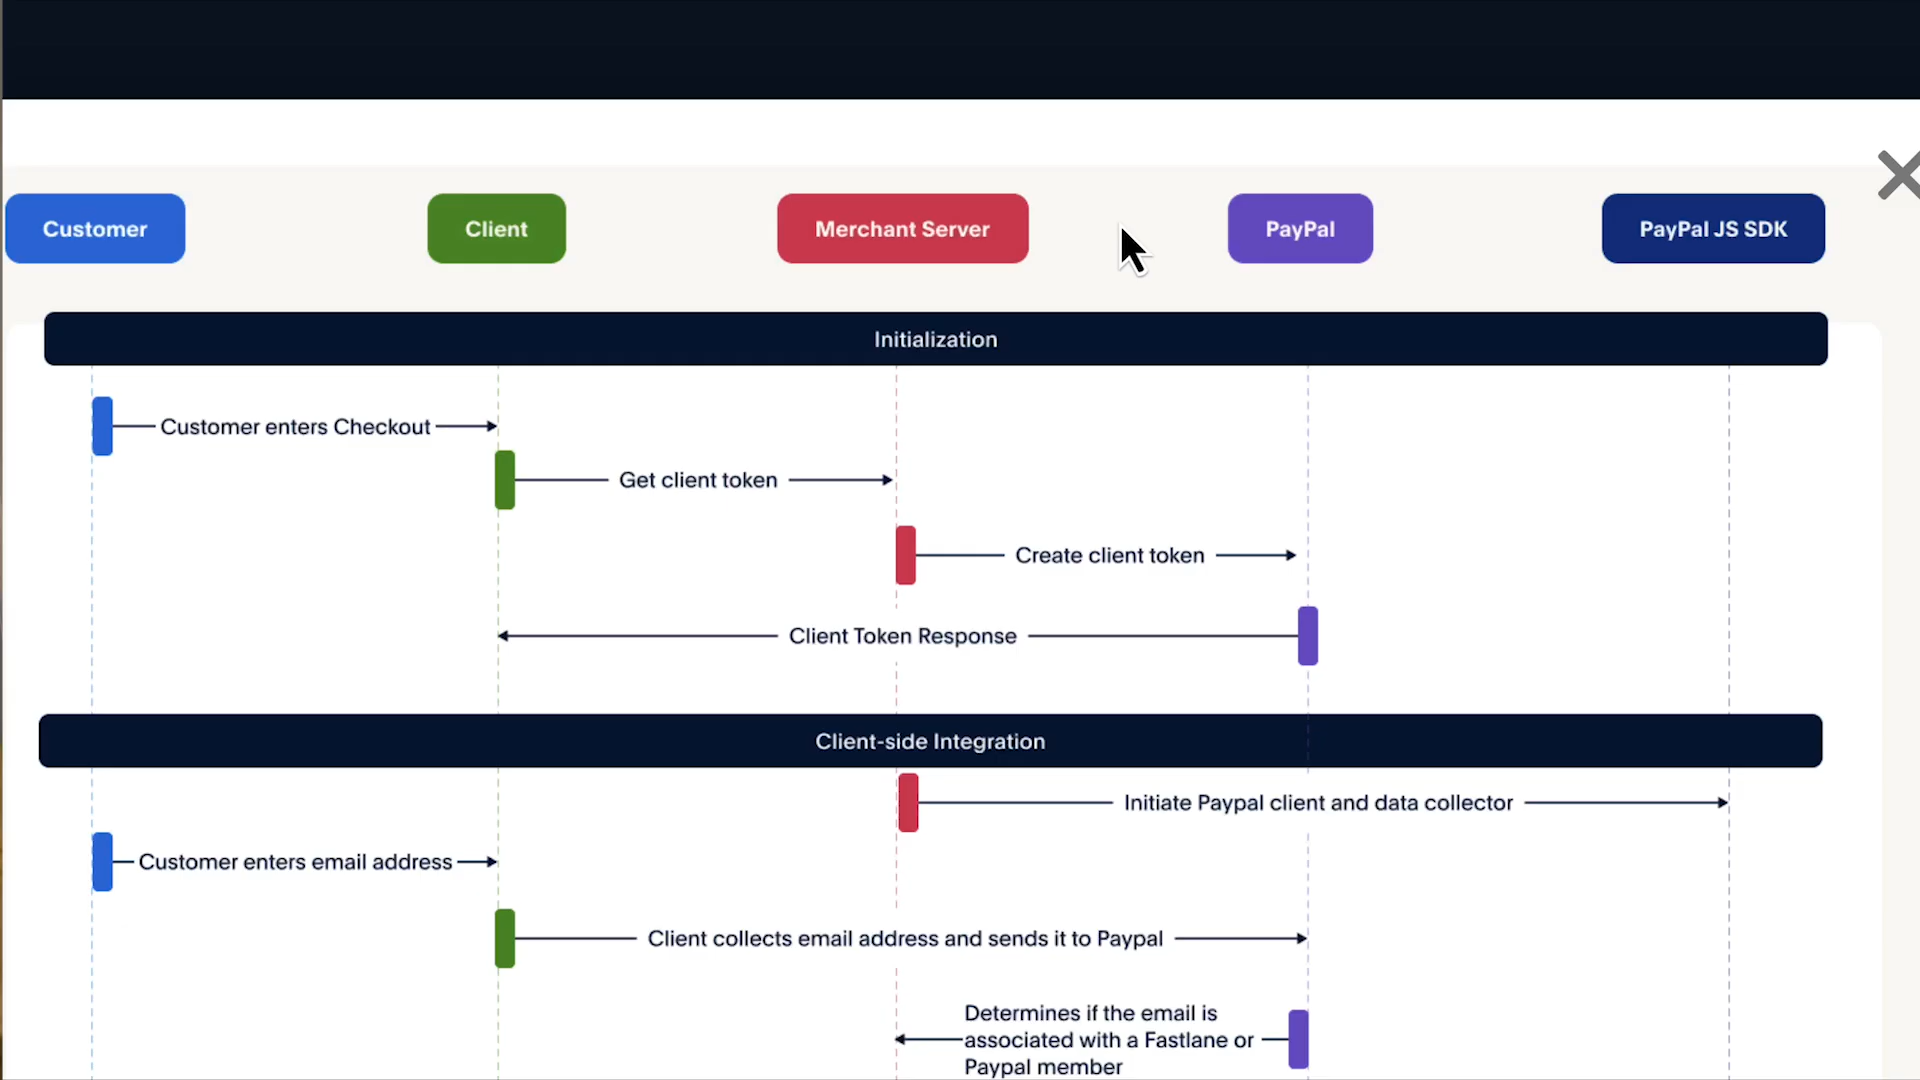 Customer
Client
Merchant Server
PayPal
PayPal JS SDK
Initialization
Customer enters Checkout
Get client token
Create client token
Client Token Response
Client-side Integration
Initiate Paypal client and data collector
Customer enters email address
Client collects email address and sends it to Paypal
Determines if the email is
associated with a Fastlane or
Paypal member